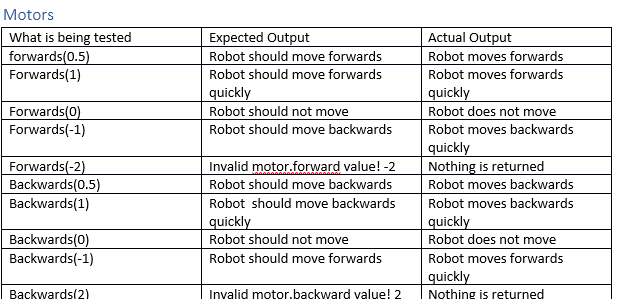 Motors
What is being tested Expected Output Actual Output
forwards(0.5) Robot should move forwards Robot moves forwards
Forwards(1) Robot should move forwards Robot moves forwards
quickly quickly
Forwards(0) Robot should not move Robot does not move
Forwards(-1) Robot should move backwards Robot moves backwards
quickly
Forwards(-2) Invalid motor.forward value! -2 Nothing is returned
Backwards(0.5) Robot should move backwards Robot moves backwards
Backwards(1) Robot  should move backwards Robot moves backwards
quickly quickly
Backwards(0) Robot should not move Robot does not move
Backwards(-1) Robot should move forwards Robot moves forwards
quickly
Backwards(2) Invalid motor.backward value! 2 Nothing is returned